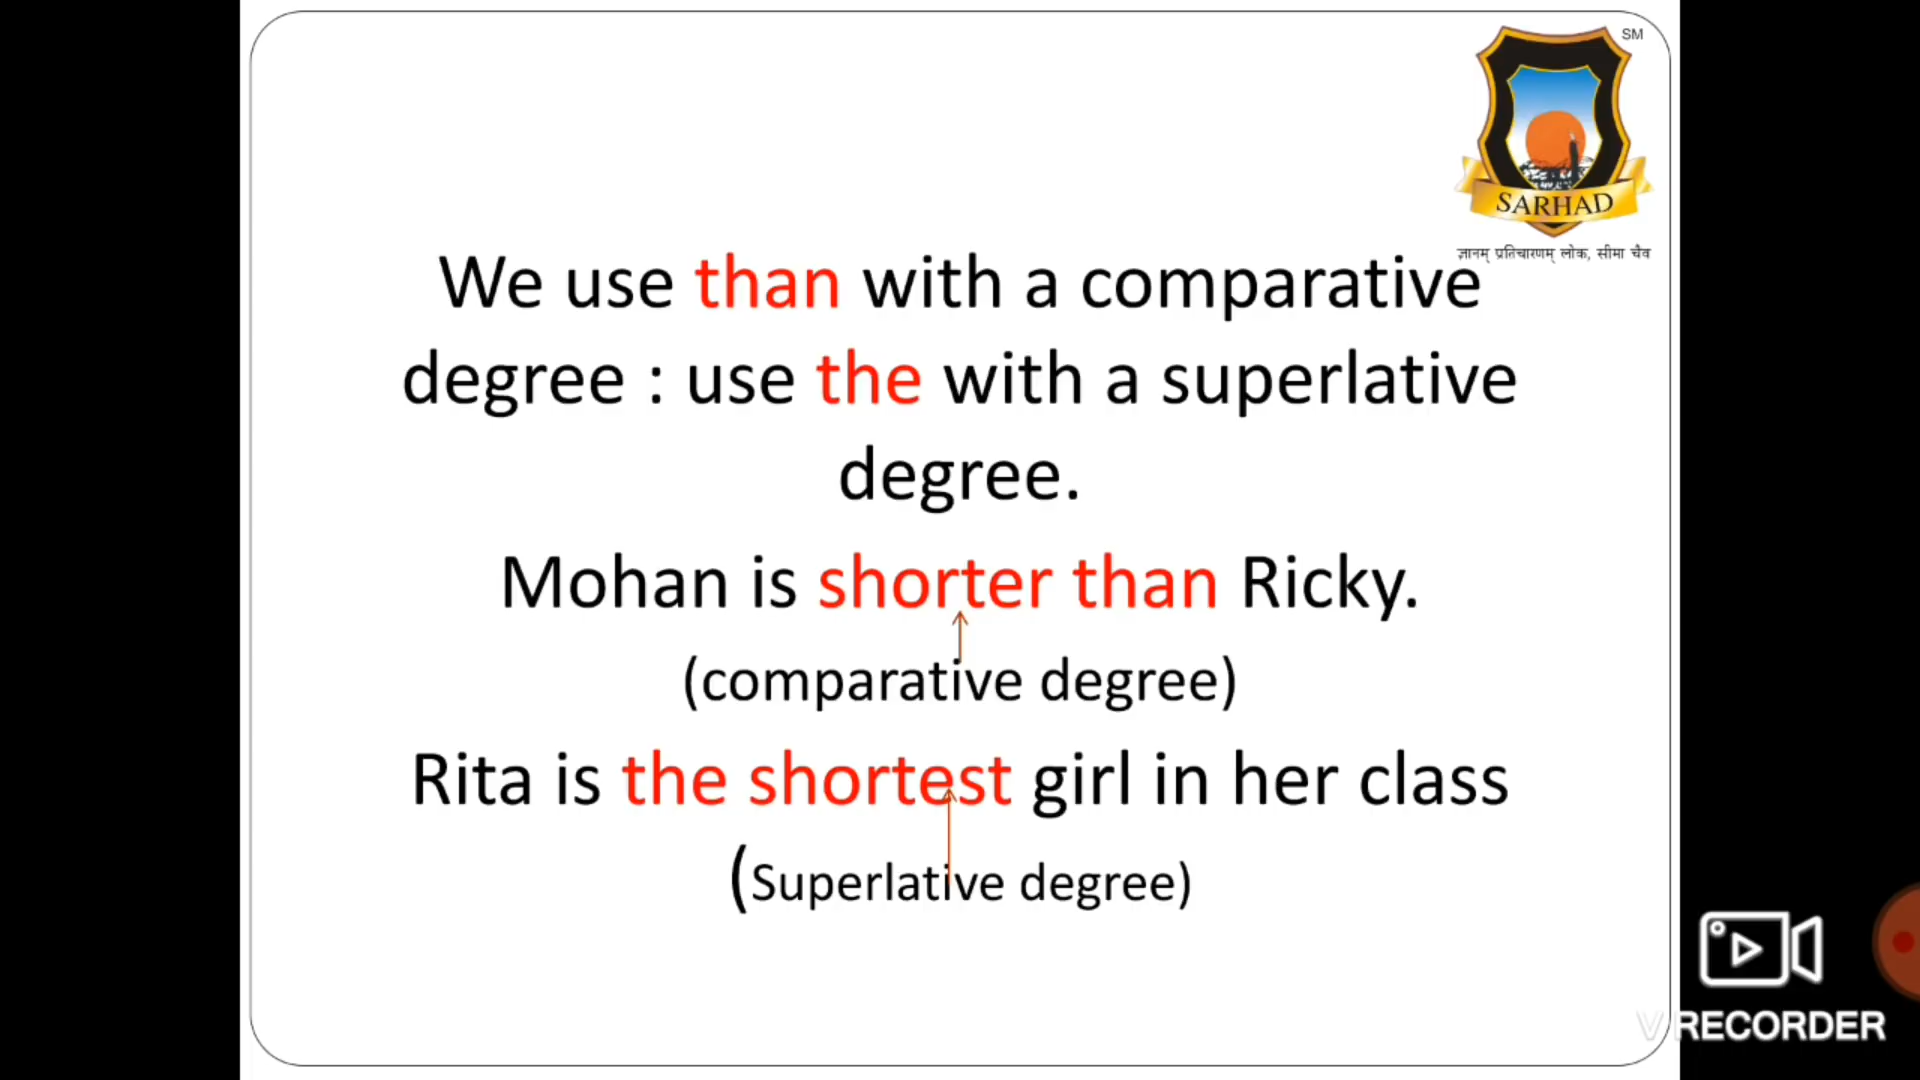 SM
SARHAD
ज्ञानम् प्रतिचारणम् लोक, सीमा चैव
We use than with a comparative
degree : use the with a superlative
degree.
Mohan is shorter than Ricky.
(comparative degree)
Rita is the shortest girl in her class
(Superlative degree)
V RECORDER